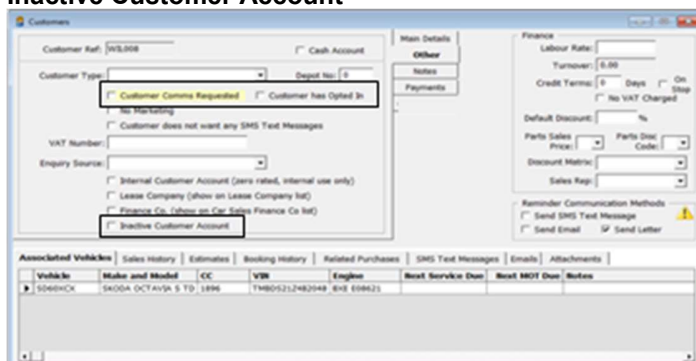 Inactive Customer Account
Customers
Customer Ref: WIL008
Cash Account
Customer Type:
Depot No: 0
Customer Comms Requested
Customer has Opted In
No Marketing
Customer does not want any SMS Text Messages
VAT Number:
Enquiry Source:
Internal Customer Account (zero rated, internal use only)
Lease Company (show on Lease Company list)
Finance Co. (show on Car Sales Finance Co list)
Inactive Customer Account
Main Details
Other
Notes
Payments
Finance
Labour Rate:
Turnover: 0.00
Credit Terms: 0 Days
On Stop
No VAT Charged
Default Discount: %
Parts Sales Price:
Parts Disc Code:
Discount Matrix:
Sales Rep:
Reminder Communication Methods
Send SMS Text Message
Send Email
Send Letter
Associated Vehicles Sales History Estimates Booking History Related Purchases SMS Text Messages Emails Attachments
Vehicle Make and Model CC VIN Engine Next Service Due Next MOT Due Notes
SKODA OCTAVIA S TD 1896